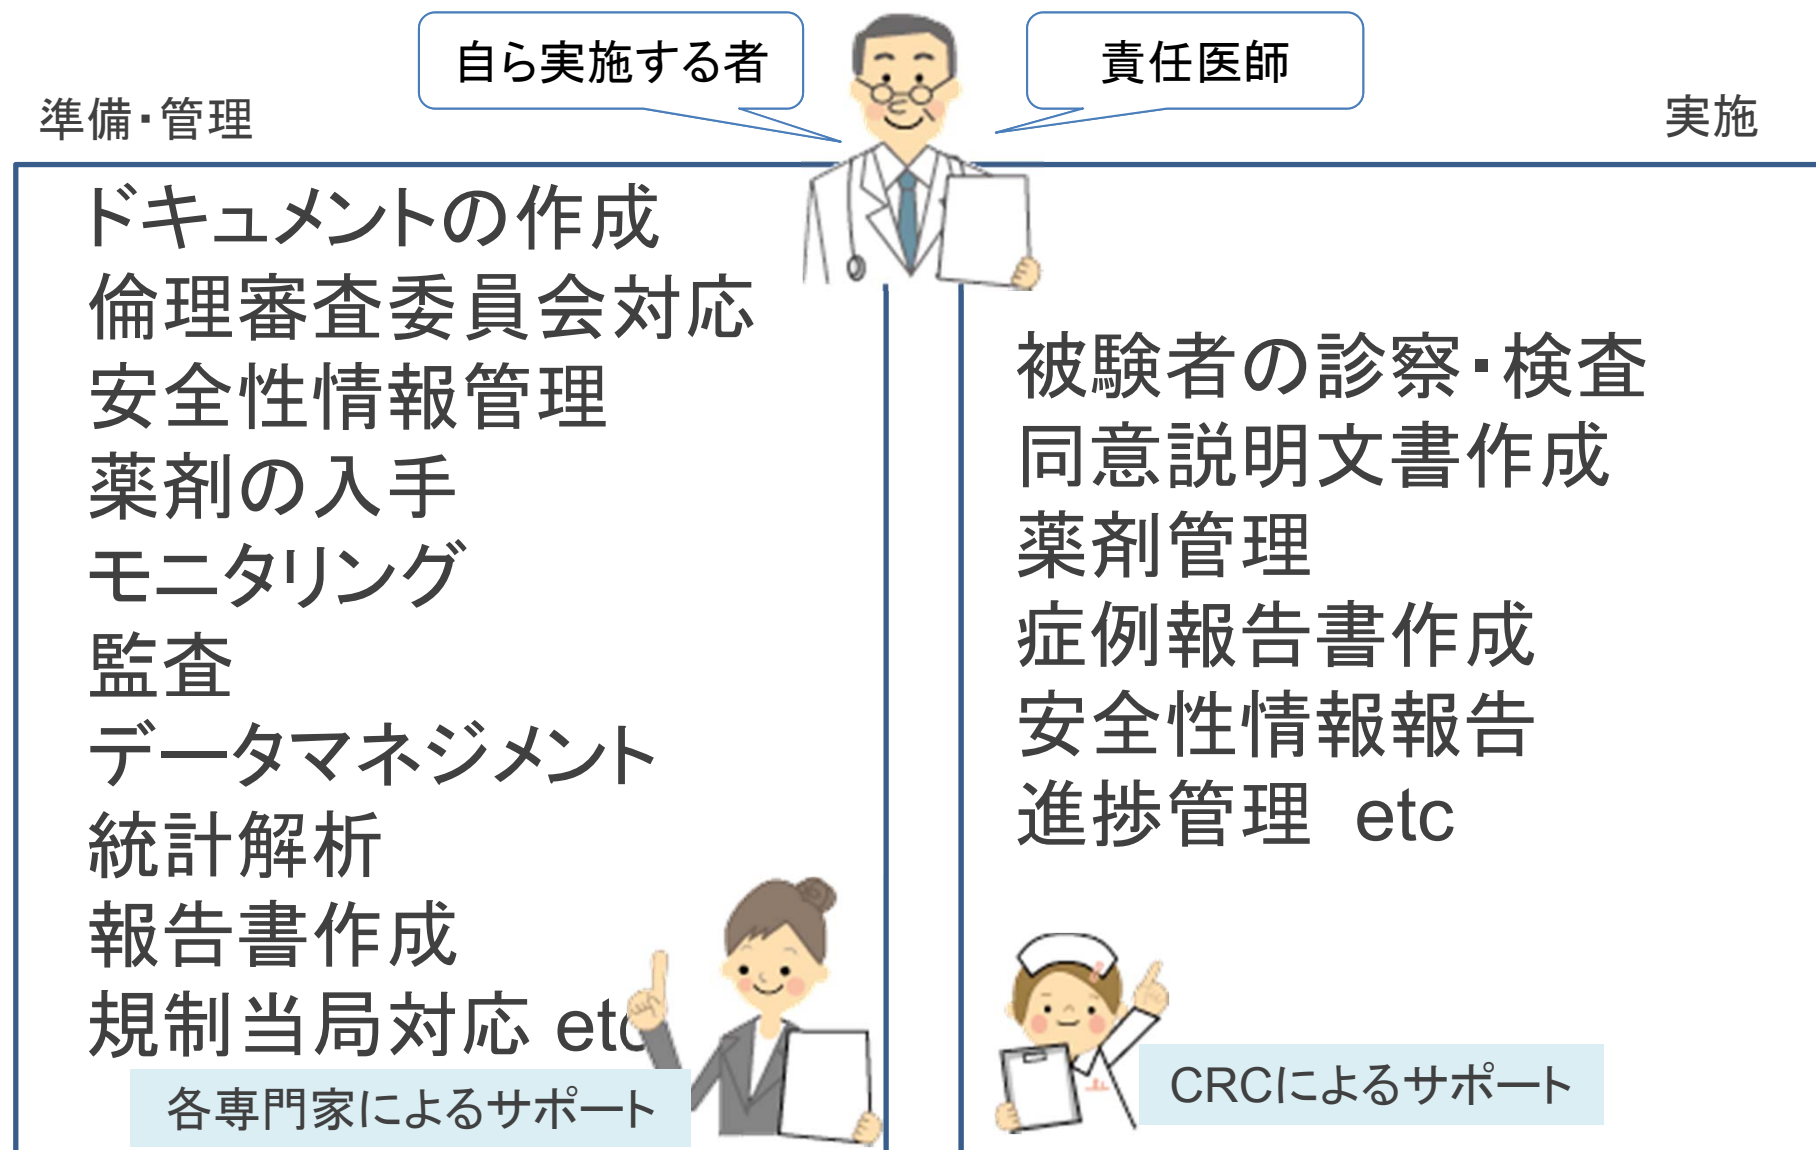 自ら実施する者
責任医師
準備・管理
実施
ドキュメントの作成
倫理審査委員会対応
安全性情報管理
薬剤の入手
モニタリング
監査
データマネジメント
統計解析
報告書作成
規制当局対応 etc
各専門家によるサポート
被験者の診察・検査
同意説明文書作成
薬剤管理
症例報告書作成
安全性情報報告
進捗管理 etc
CRCによるサポート